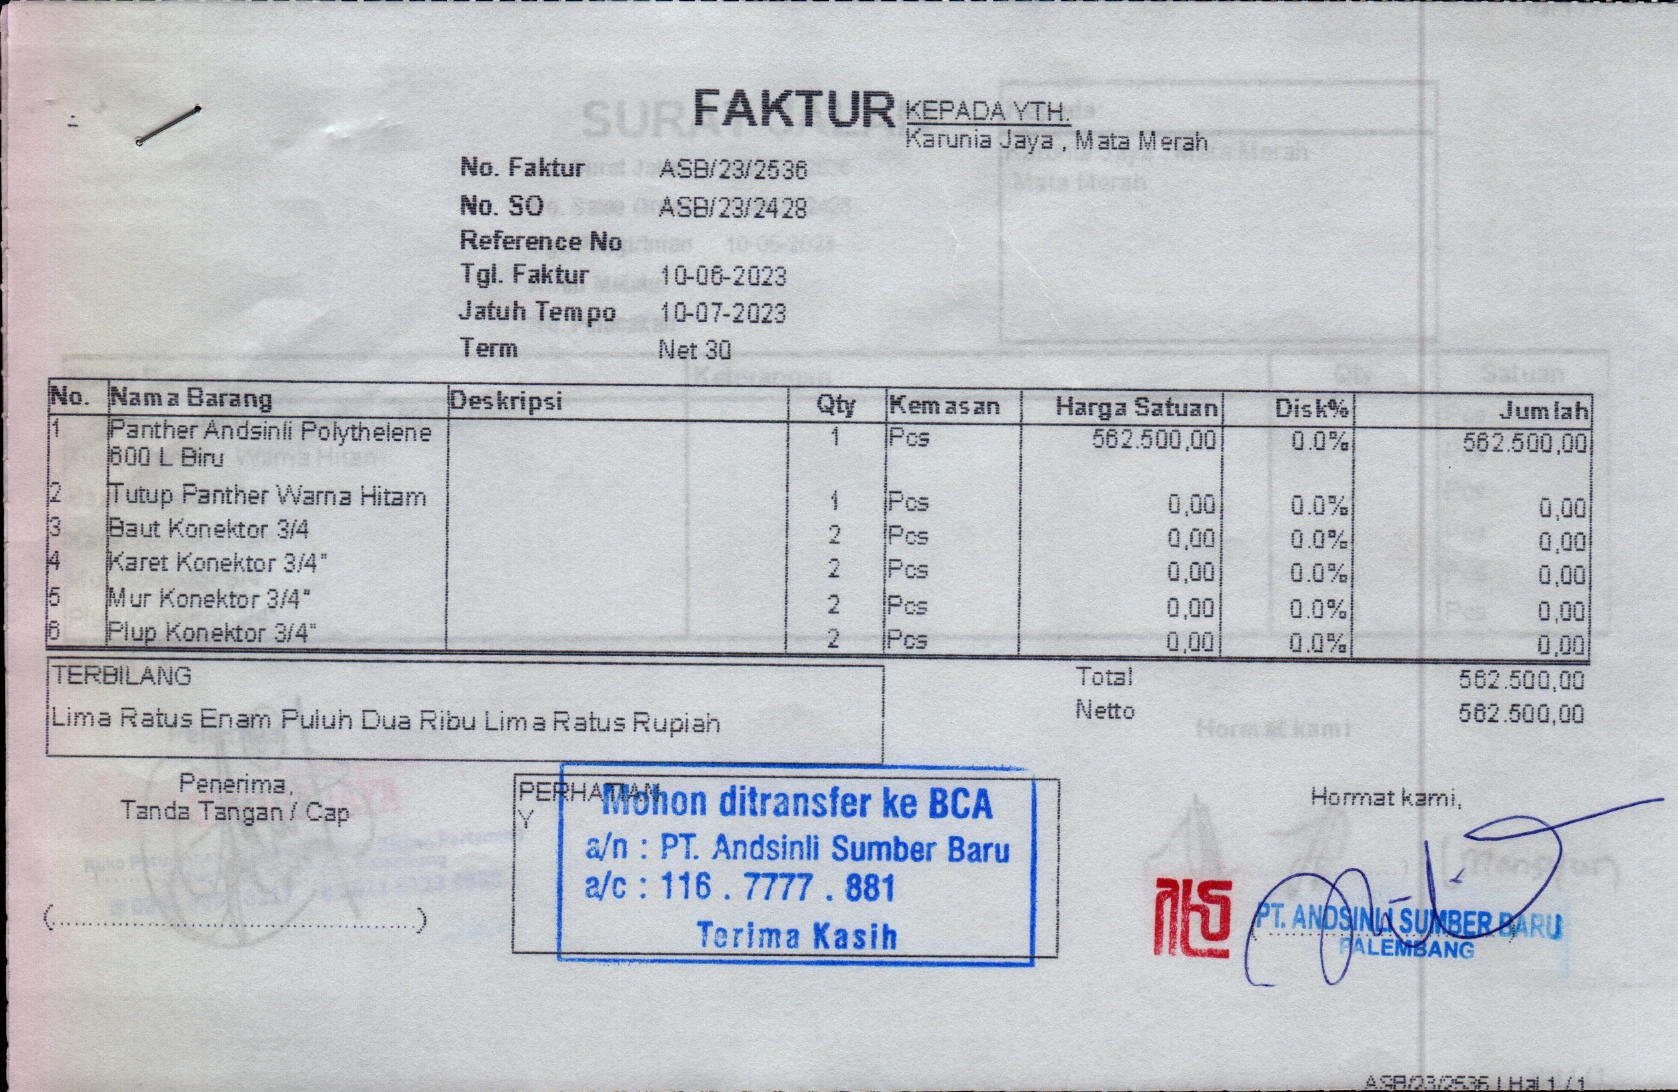 FAKTUR
KEPADA YTH.
Karunia Jaya , Mata Merah
No. Faktur ASB/23/2536
No. SO ASB/23/2428
Reference No
Tgl. Faktur 10-06-2023
Jatuh Tempo 10-07-2023
Term Net 30
No. Nama Barang Deskripsi Qty Kemasan Harga Satuan Disk% Jumlah
1 Panther Andsinli Polythelene 1 Pcs 562.500,00 0.0% 562.500,00
600 L Biru
2 Tutup Panther Warna Hitam 1 Pcs 0,00 0.0% 0,00
3 Baut Konektor 3/4 2 Pcs 0,00 0.0% 0,00
4 Karet Konektor 3/4" 2 Pcs 0,00 0.0% 0,00
5 Mur Konektor 3/4" 2 Pcs 0,00 0.0% 0,00
6 Plup Konektor 3/4" 2 Pcs 0,00 0.0% 0,00
TERBILANG
Lima Ratus Enam Puluh Dua Ribu Lima Ratus Rupiah
Total 562.500,00
Netto 562.500,00
Penerima,
Tanda Tangan / Cap
(..................................................)
PERHATIAN
Y
Mohon ditransfer ke BCA
a/n : PT. Andsinli Sumber Baru
a/c : 116 . 7777 . 881
Terima Kasih
Hormat kami,
PT. ANDSINLI SUMBER BARU
PALEMBANG
ASB/23/2536 | Hal 1 / 1